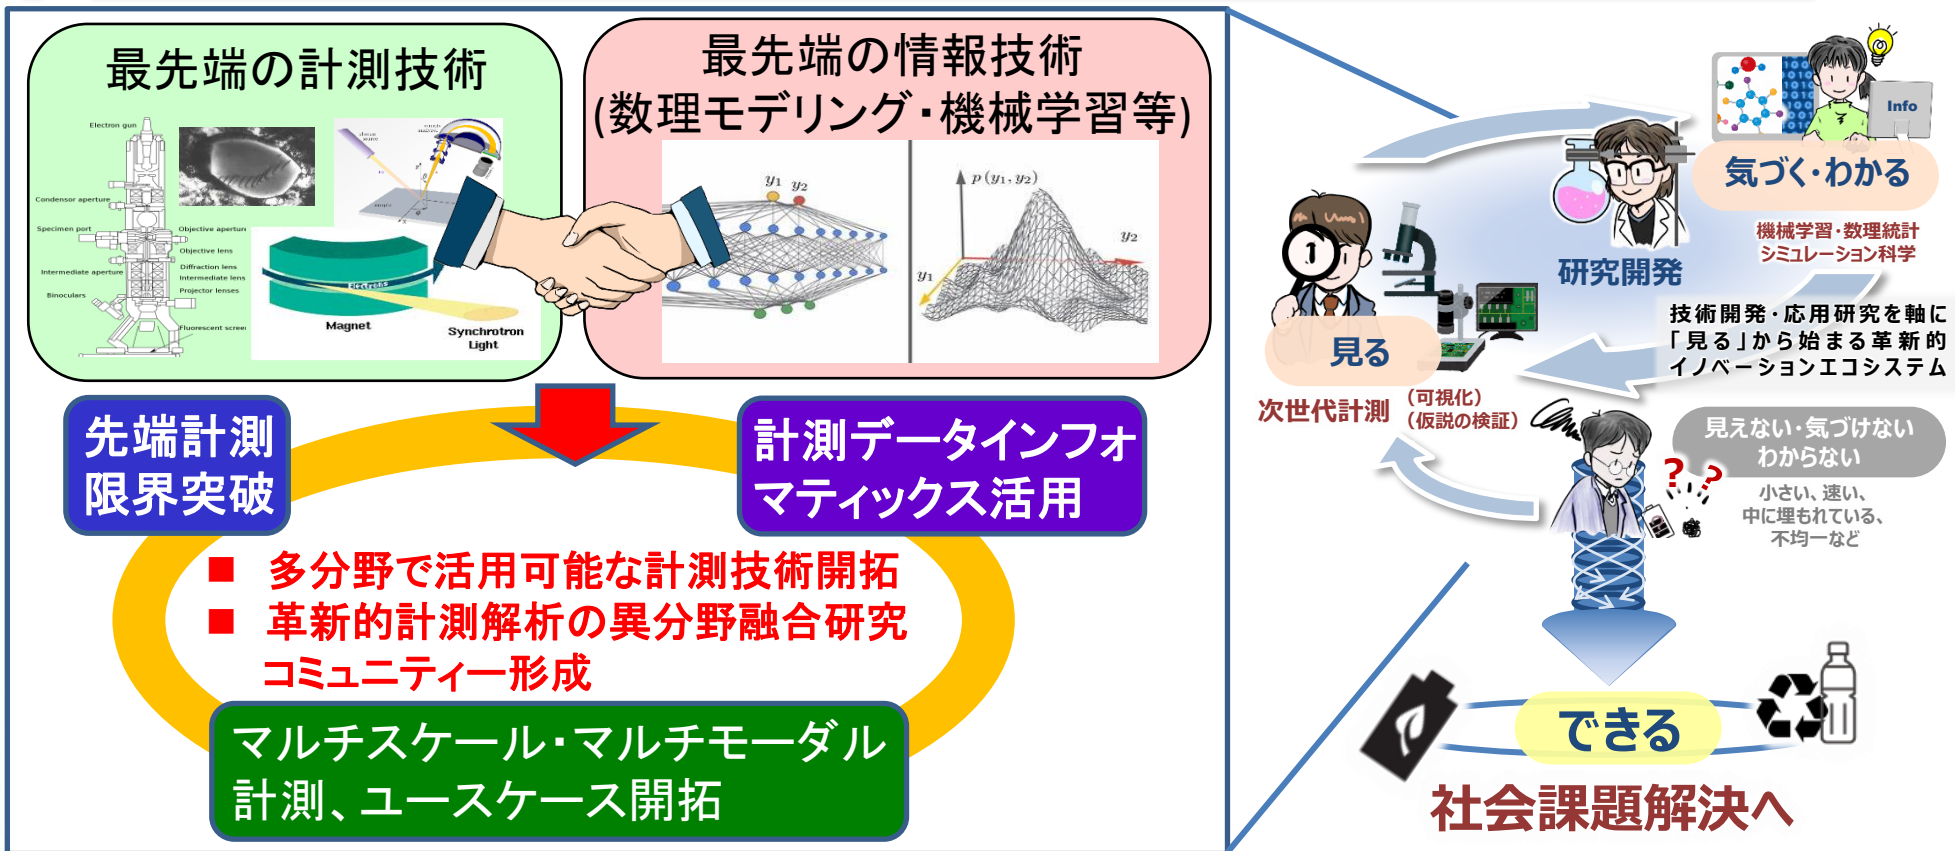 最先端の計測技術
Electron gun
Condensor aperture
Specimen port
Objective aperture
Objective lens
Diffraction lens
Intermediate aperture
Intermediate lens
Projector lenses
Binoculars
Fluorescent screen
Electrons
Magnet
Synchrotron
Light
最先端の情報技術
(数理モデリング・機械学習等)
y1 y2
p(y1, y2)
y2
y1
先端計測
限界突破
計測データインフォ
マティックス活用
■ 多分野で活用可能な計測技術開拓
■ 革新的計測解析の異分野融合研究
コミュニティー形成
マルチスケール・マルチモーダル
計測、ユースケース開拓
Info
気づく・わかる
機械学習・数理統計
シミュレーション科学
研究開発
見る
次世代計測
(可視化)
(仮説の検証)
技術開発・応用研究を軸に
「見る」から始まる革新的
イノベーションエコシステム
見えない・気づけない
わからない
? ?
小さい、速い、
中に埋もれている、
不均一など
できる
社会課題解決へ